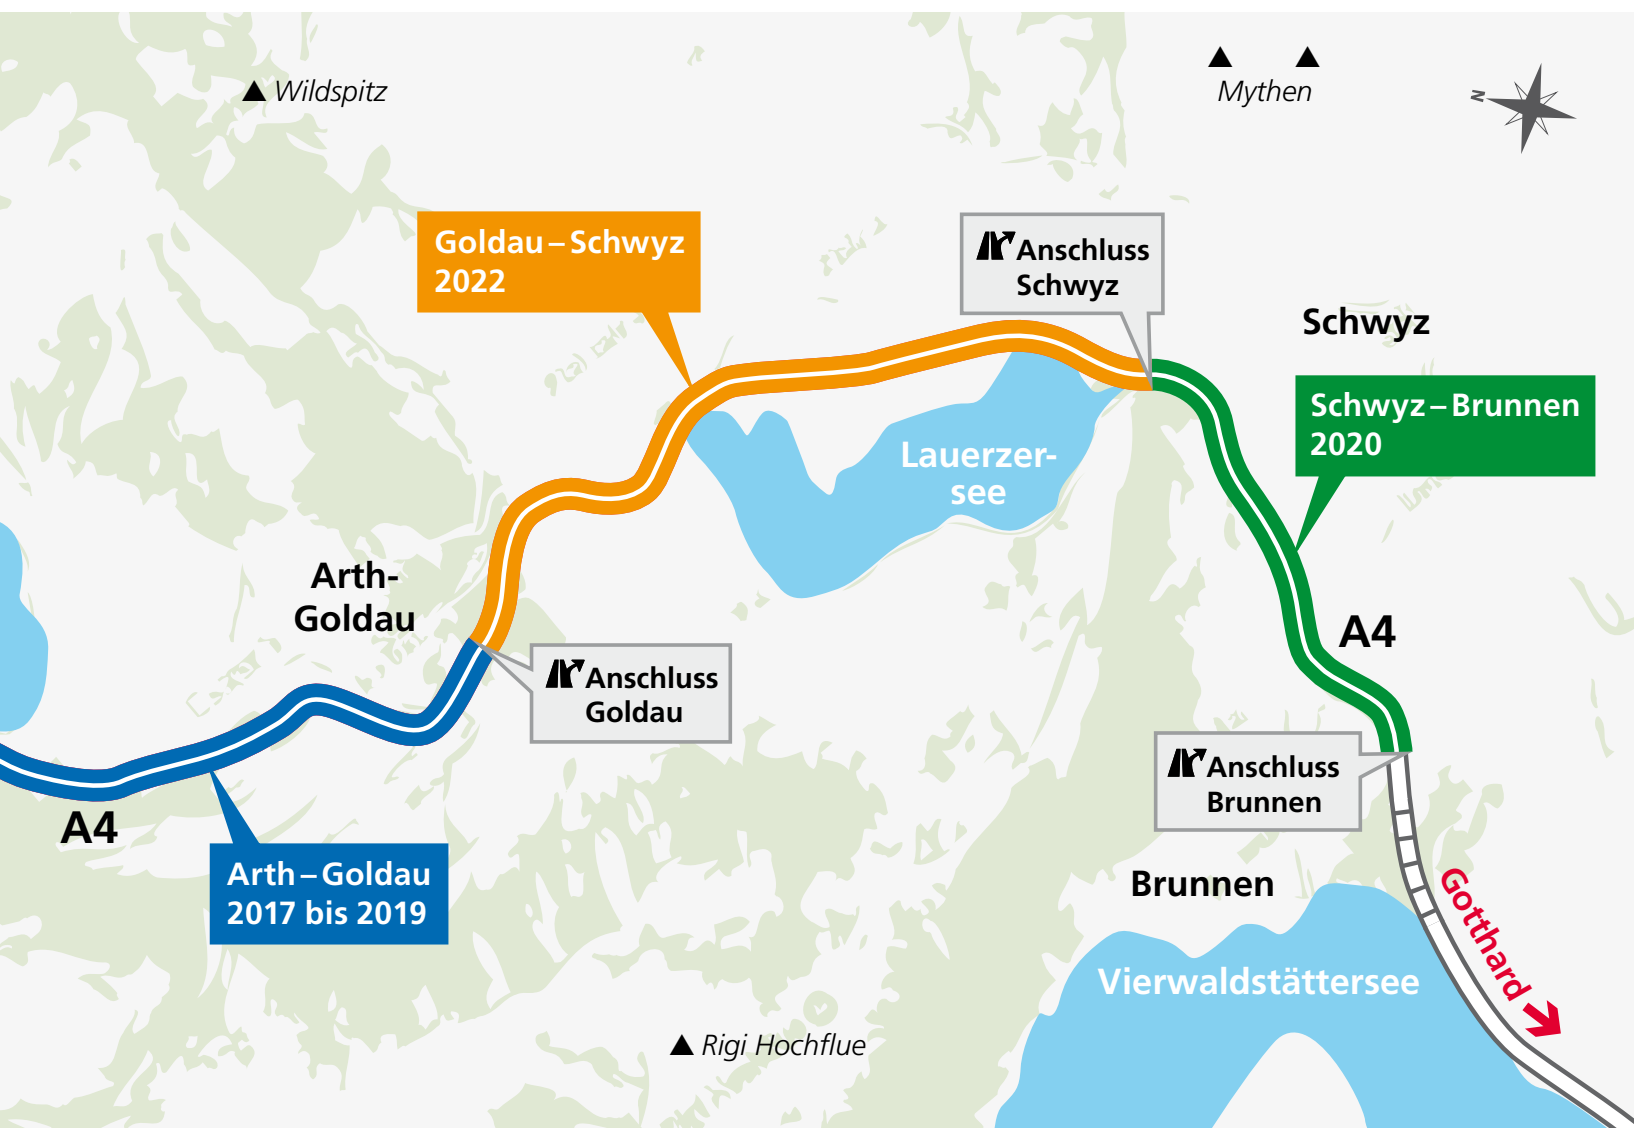 Wildspitz
Mythen
N
Goldau – Schwyz
2022
Anschluss
Schwyz
Schwyz
Schwyz – Brunnen
2020
Lauerzer-
see
Arth-
Goldau
A4
Anschluss
Goldau
Anschluss
Brunnen
A4
Arth – Goldau
2017 bis 2019
Brunnen
Gotthard
Vierwaldstättersee
Rigi Hochflue